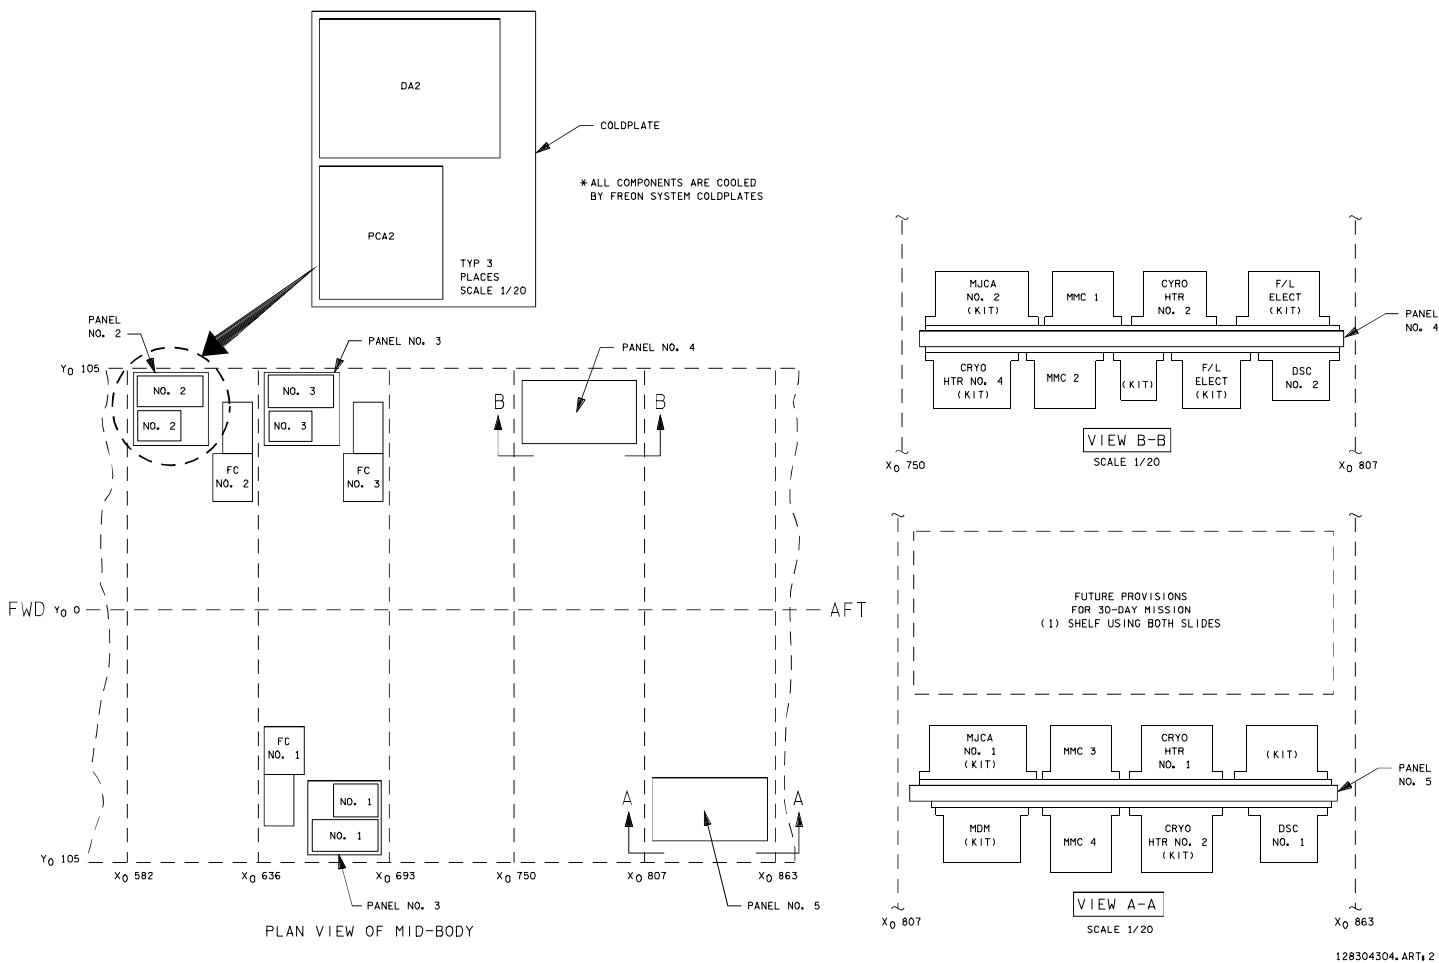 DA2
COLDPLATE
* ALL COMPONENTS ARE COOLED
BY FREON SYSTEM COLDPLATES
PCA2
TYP 3
PLACES
SCALE 1/20
PANEL
NO. 2
PANEL NO. 3
PANEL NO. 4
Y0 105
NO. 2
NO. 2
NO. 3
NO. 3
B
B
FC
NO. 2
FC
NO. 3
FWD
Y0 0
AFT
FC
NO. 1
NO. 1
NO. 1
A
A
Y0 105
X0 582
X0 636
X0 693
X0 750
X0 807
X0 863
PANEL NO. 3
PANEL NO. 5
PLAN VIEW OF MID-BODY
MJCA
NO. 2
(KIT)
MMC 1
CYRO
HTR
NO. 2
F/L
ELECT
(KIT)
PANEL
NO. 4
CRYO
HTR NO. 4
(KIT)
MMC 2
(KIT)
F/L
ELECT
(KIT)
DSC
NO. 2
VIEW B-B
SCALE 1/20
X0 750
X0 807
FUTURE PROVISIONS
FOR 30-DAY MISSION
(1) SHELF USING BOTH SLIDES
MJCA
NO. 1
(KIT)
MMC 3
CRYO
HTR
NO. 1
(KIT)
PANEL
NO. 5
MDM
(KIT)
MMC 4
CRYO
HTR NO. 2
(KIT)
DSC
NO. 1
VIEW A-A
SCALE 1/20
X0 807
X0 863
128304304.ART; 2